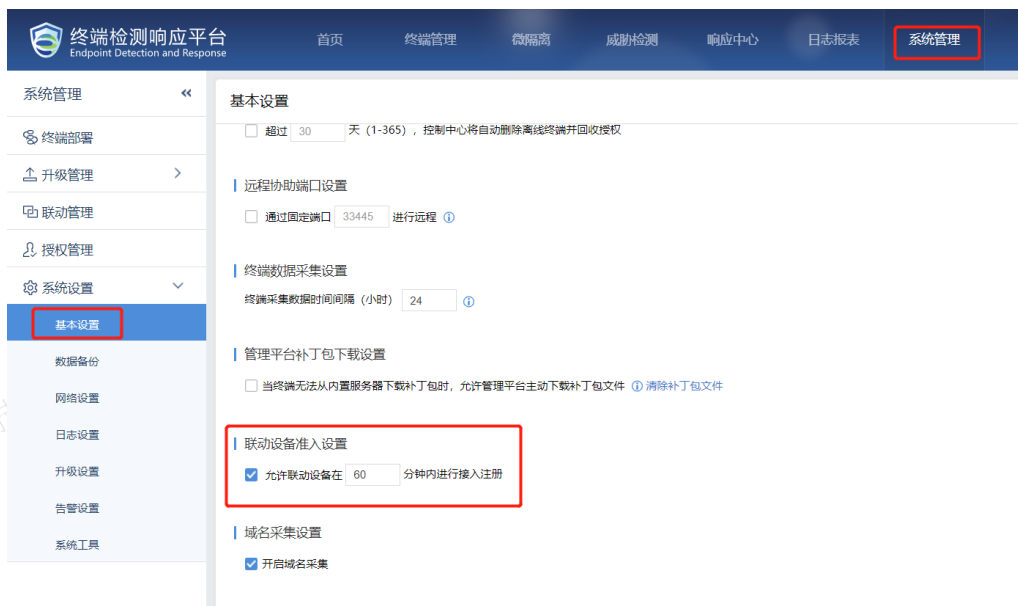 终端检测响应平台
Endpoint Detection and Response
首页 终端管理 微隔离 威胁检测 响应中心 日志报表 系统管理
系统管理
终端部署
升级管理
联动管理
授权管理
系统设置
基本设置
数据备份
网络设置
日志设置
升级设置
告警设置
系统工具
基本设置
超过 30 天（1-365），控制中心将自动删除离线终端并回收授权
远程协助端口设置
通过固定端口 33445 进行远程
终端数据采集设置
终端采集数据时间间隔（小时） 24
管理平台补丁包下载设置
当终端无法从内置服务器下载补丁包时，允许管理平台主动下载补丁包文件 清除补丁包文件
联动设备准入设置
允许联动设备在 60 分钟内进行接入注册
域名采集设置
开启域名采集